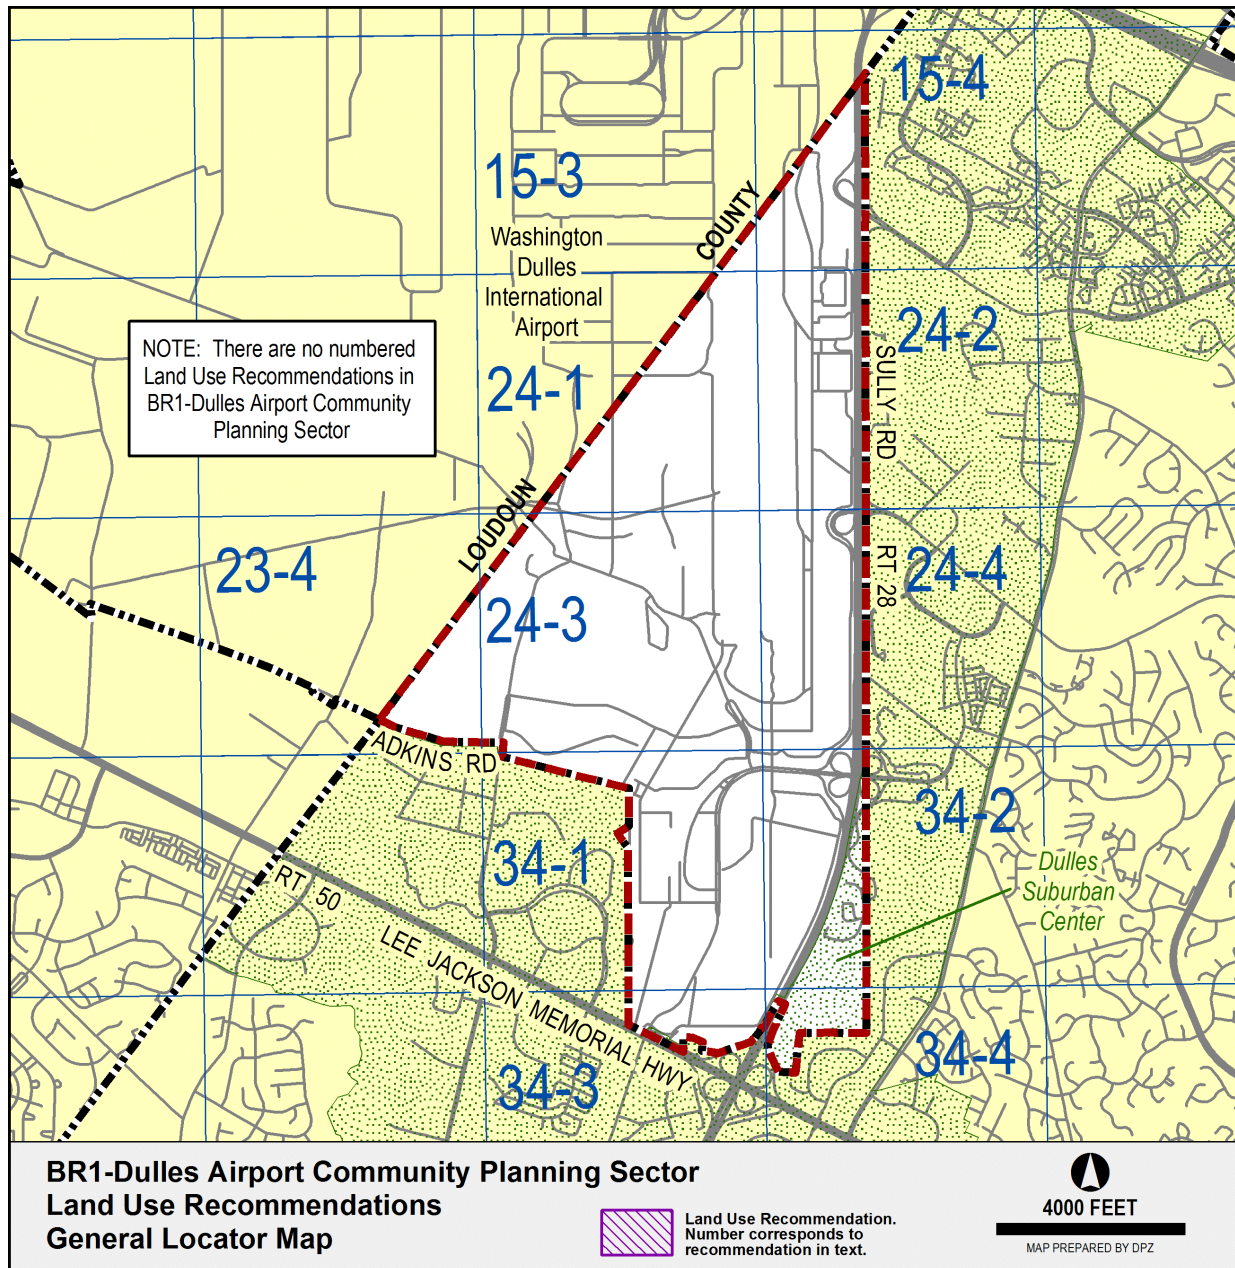 15-4
15-3
COUNTY
Washington
Dulles
International
Airport
24-2
NOTE: There are no numbered
Land Use Recommendations in
BR1-Dulles Airport Community
Planning Sector
24-1
SULLY RD
LOUDOUN
23-4
RT 28
24-4
24-3
ADKINS RD
34-2
34-1
Dulles
Suburban
Center
RT 50
LEE JACKSON MEMORIAL HWY
34-4
34-3
BR1-Dulles Airport Community Planning Sector
Land Use Recommendations
General Locator Map
Land Use Recommendation.
Number corresponds to
recommendation in text.
4000 FEET
MAP PREPARED BY DPZ